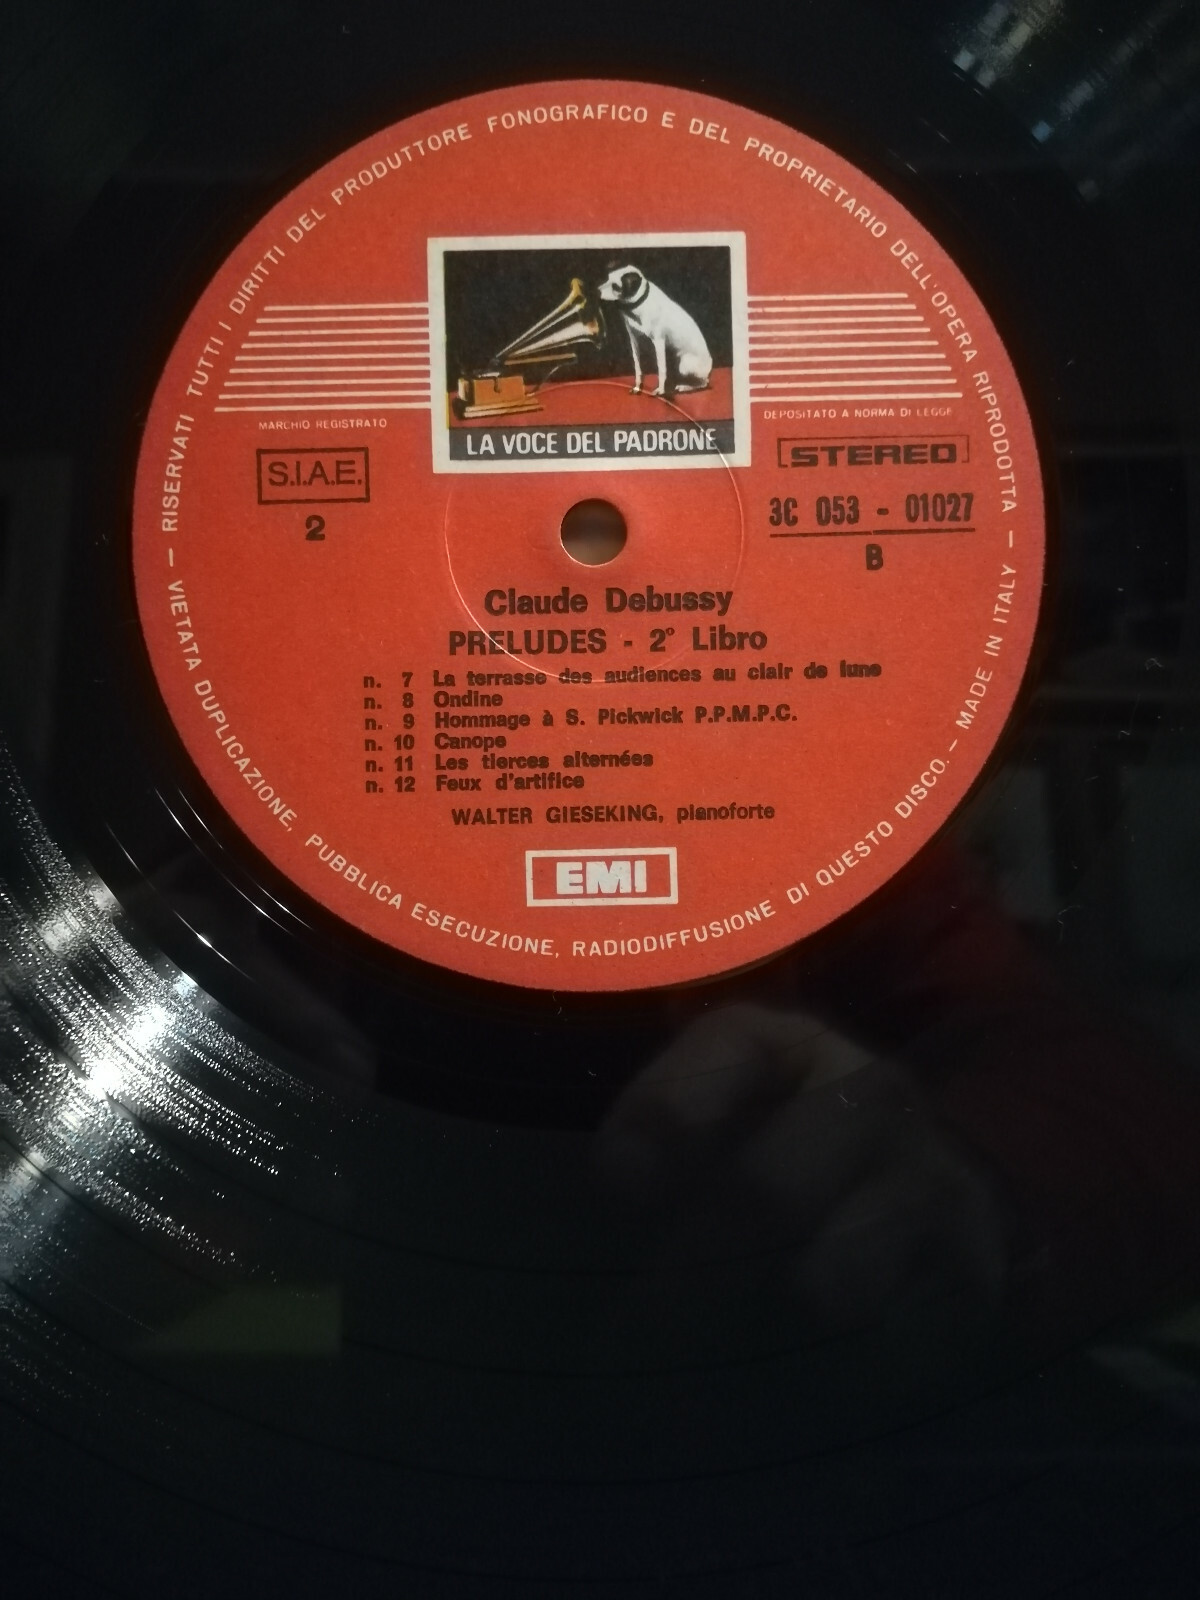 RISERVATI TUTTI I DIRITTI DEL PRODUTTORE FONOGRAFICO E DEL PROPRIETARIO DELL'OPERA RIPRODOTTA — MADE IN ITALY —
VIETATA DUPLICAZIONE, PUBBLICA ESECUZIONE, RADIODIFFUSIONE DI QUESTO DISCO. —
LA VOCE DEL PADRONE
MARCHIO REGISTRATO
DEPOSITATO A NORMA DI LEGGE
S.I.A.E.
2
STEREO
3C 053 - 01027
B
Claude Debussy
PRELUDES - 2° Libro
n. 7 La terrasse des audiences au clair de lune
n. 8 Ondine
n. 9 Hommage à S. Pickwick P.P.M.P.C.
n. 10 Canope
n. 11 Les tierces alternées
n. 12 Feux d'artifice
WALTER GIESEKING, pianoforte
EMI